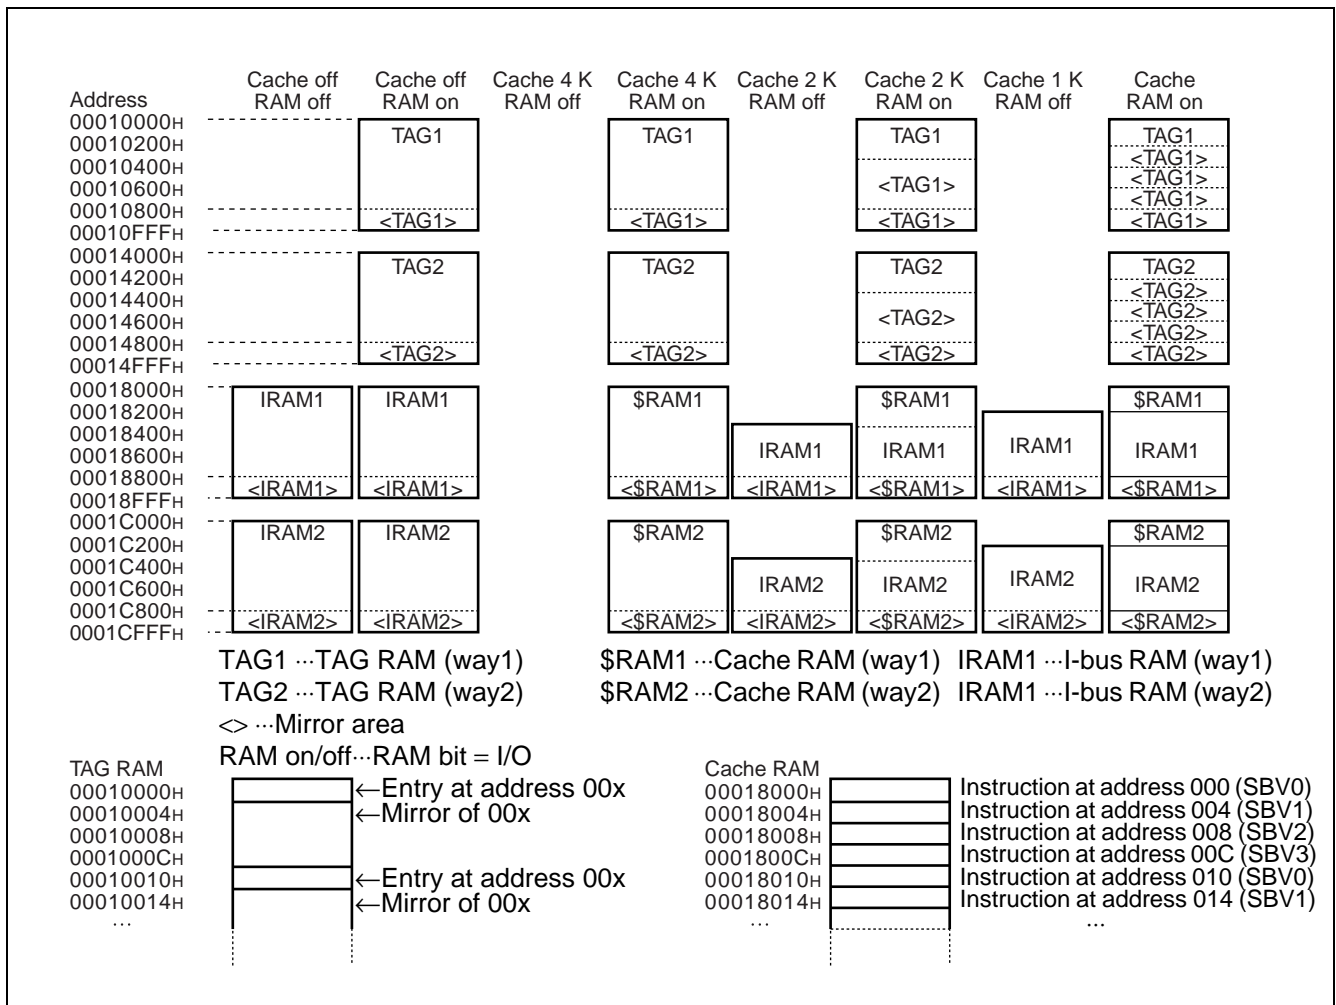 Cache off Cache off Cache 4 K Cache 4 K Cache 2 K Cache 2 K Cache 1 K Cache
Address RAM off RAM on RAM off RAM on RAM off RAM on RAM off RAM on
00010000H
00010200H TAG1 TAG1 TAG1 TAG1
<TAG1>
00010400H <TAG1>
00010600H <TAG1> <TAG1>
00010800H <TAG1> <TAG1> <TAG1> <TAG1>
00010FFFH
00014000H TAG2 TAG2 TAG2 TAG2
00014200H <TAG2>
00014400H <TAG2>
00014600H <TAG2> <TAG2>
00014800H <TAG2> <TAG2> <TAG2> <TAG2>
00014FFFH
00018000H IRAM1 IRAM1 $RAM1 $RAM1 $RAM1
00018200H
00018400H
00018600H IRAM1 IRAM1 IRAM1 IRAM1
00018800H <IRAM1> <IRAM1> <$RAM1> <IRAM1> <$RAM1> <IRAM1> <$RAM1>
00018FFFH
0001C000H IRAM2 IRAM2 $RAM2 $RAM2 $RAM2
0001C200H
0001C400H
0001C600H IRAM2 IRAM2 IRAM2 IRAM2
0001C800H <IRAM2> <IRAM2> <$RAM2> <IRAM2> <$RAM2> <IRAM2> <$RAM2>
0001CFFFH
TAG1 ···TAG RAM (way1) $RAM1 ···Cache RAM (way1) IRAM1 ···I-bus RAM (way1)
TAG2 ···TAG RAM (way2) $RAM2 ···Cache RAM (way2) IRAM1 ···I-bus RAM (way2)
<> ···Mirror area
RAM on/off···RAM bit = I/O
TAG RAM
00010000H ←Entry at address 00x
00010004H ←Mirror of 00x
00010008H
0001000CH
00010010H ←Entry at address 00x
00010014H ←Mirror of 00x
···
Cache RAM
00018000H Instruction at address 000 (SBV0)
00018004H Instruction at address 004 (SBV1)
00018008H Instruction at address 008 (SBV2)
0001800CH Instruction at address 00C (SBV3)
00018010H Instruction at address 010 (SBV0)
00018014H Instruction at address 014 (SBV1)
··· ···